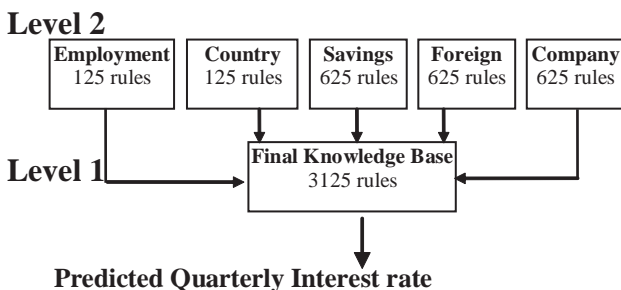 Level 2
Employment
125 rules
Country
125 rules
Savings
625 rules
Foreign
625 rules
Company
625 rules
Level 1
Final Knowledge Base
3125 rules
Predicted Quarterly Interest rate